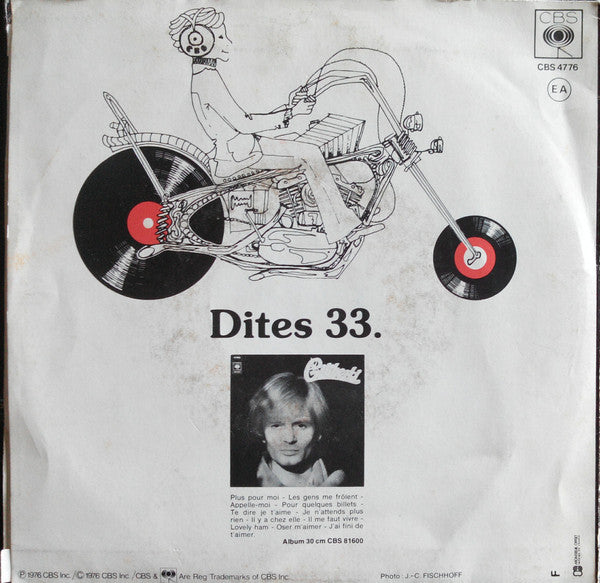 CBS
CBS
CBS 4776
EA
Dites 33.
Plus pour moi - Les gens me frôlent -
Appelle-moi - Pour quelques billets -
Te dire je t'aime - Je n'attends plus
rien - Il y a chez elle - Il me faut vivre -
Lovely ham - Oser m'aimer - J'ai fini de
t'aimer.
Album 30 cm CBS 81600
℗ 1976 CBS Inc./© 1976 CBS Inc./CBS & Are Reg Trademarks of CBS Inc.
Photo : J.-C. FISCHHOFF
F